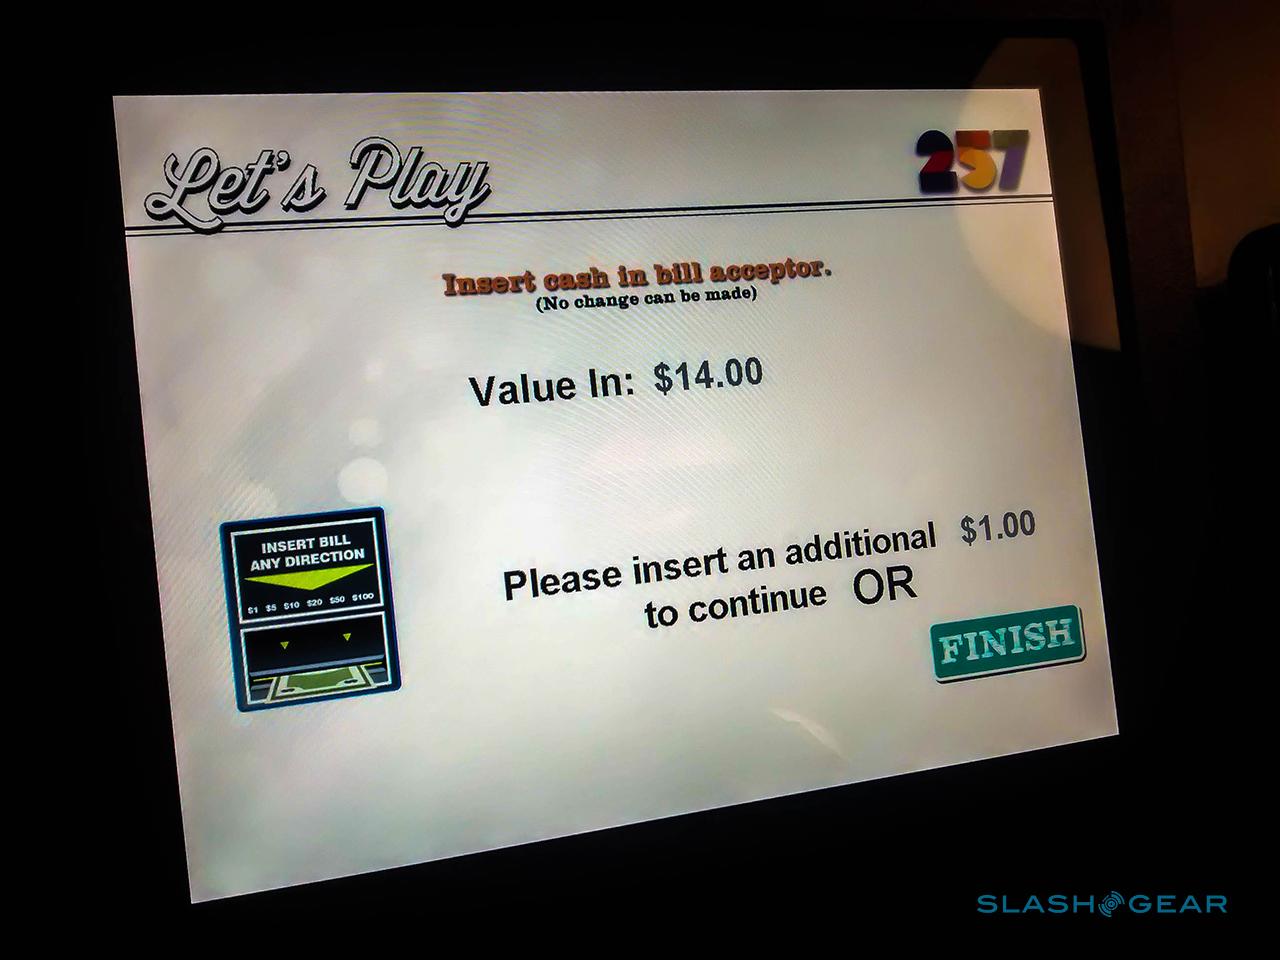 Let's Play
257
Insert cash in bill acceptor.
(No change can be made)
Value In: $14.00
INSERT BILL
ANY DIRECTION
$1 $5 $10 $20 $50 $100
Please insert an additional $1.00
to continue OR
FINISH
SLASHGEAR